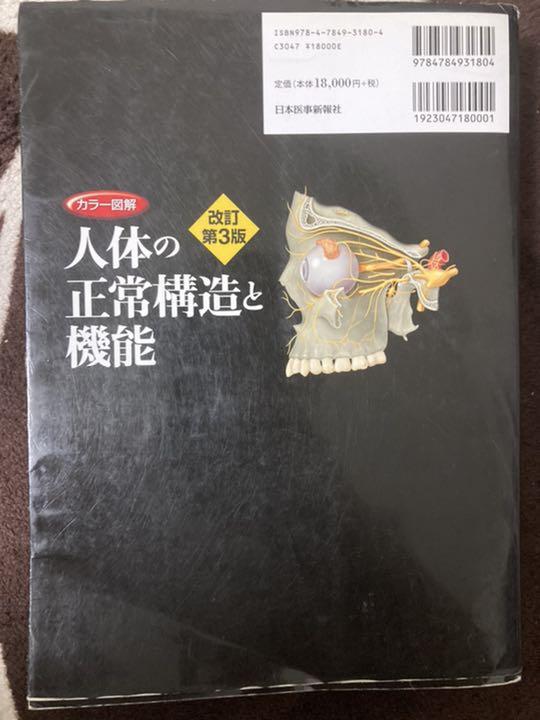 ISBN978-4-7849-3180-4
C3047 ¥18000E
定価(本体18,000円+税)
日本医事新報社
9784784931804
1923047180001
カラー図解
改訂
第3版
人体の
正常構造と
機能